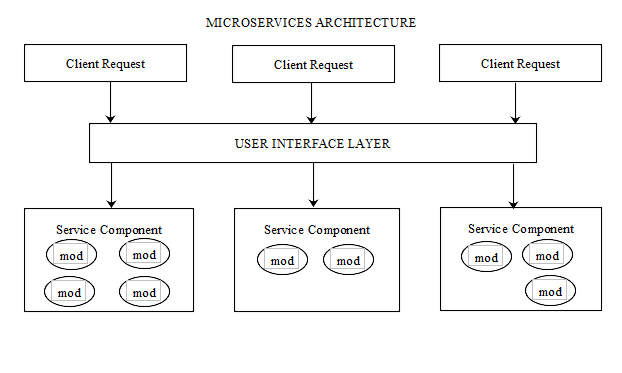 MICROSERVICES ARCHITECTURE
Client Request
Client Request
Client Request
USER INTERFACE LAYER
Service Component
mod
mod
mod
mod
Service Component
mod
mod
Service Component
mod
mod
mod